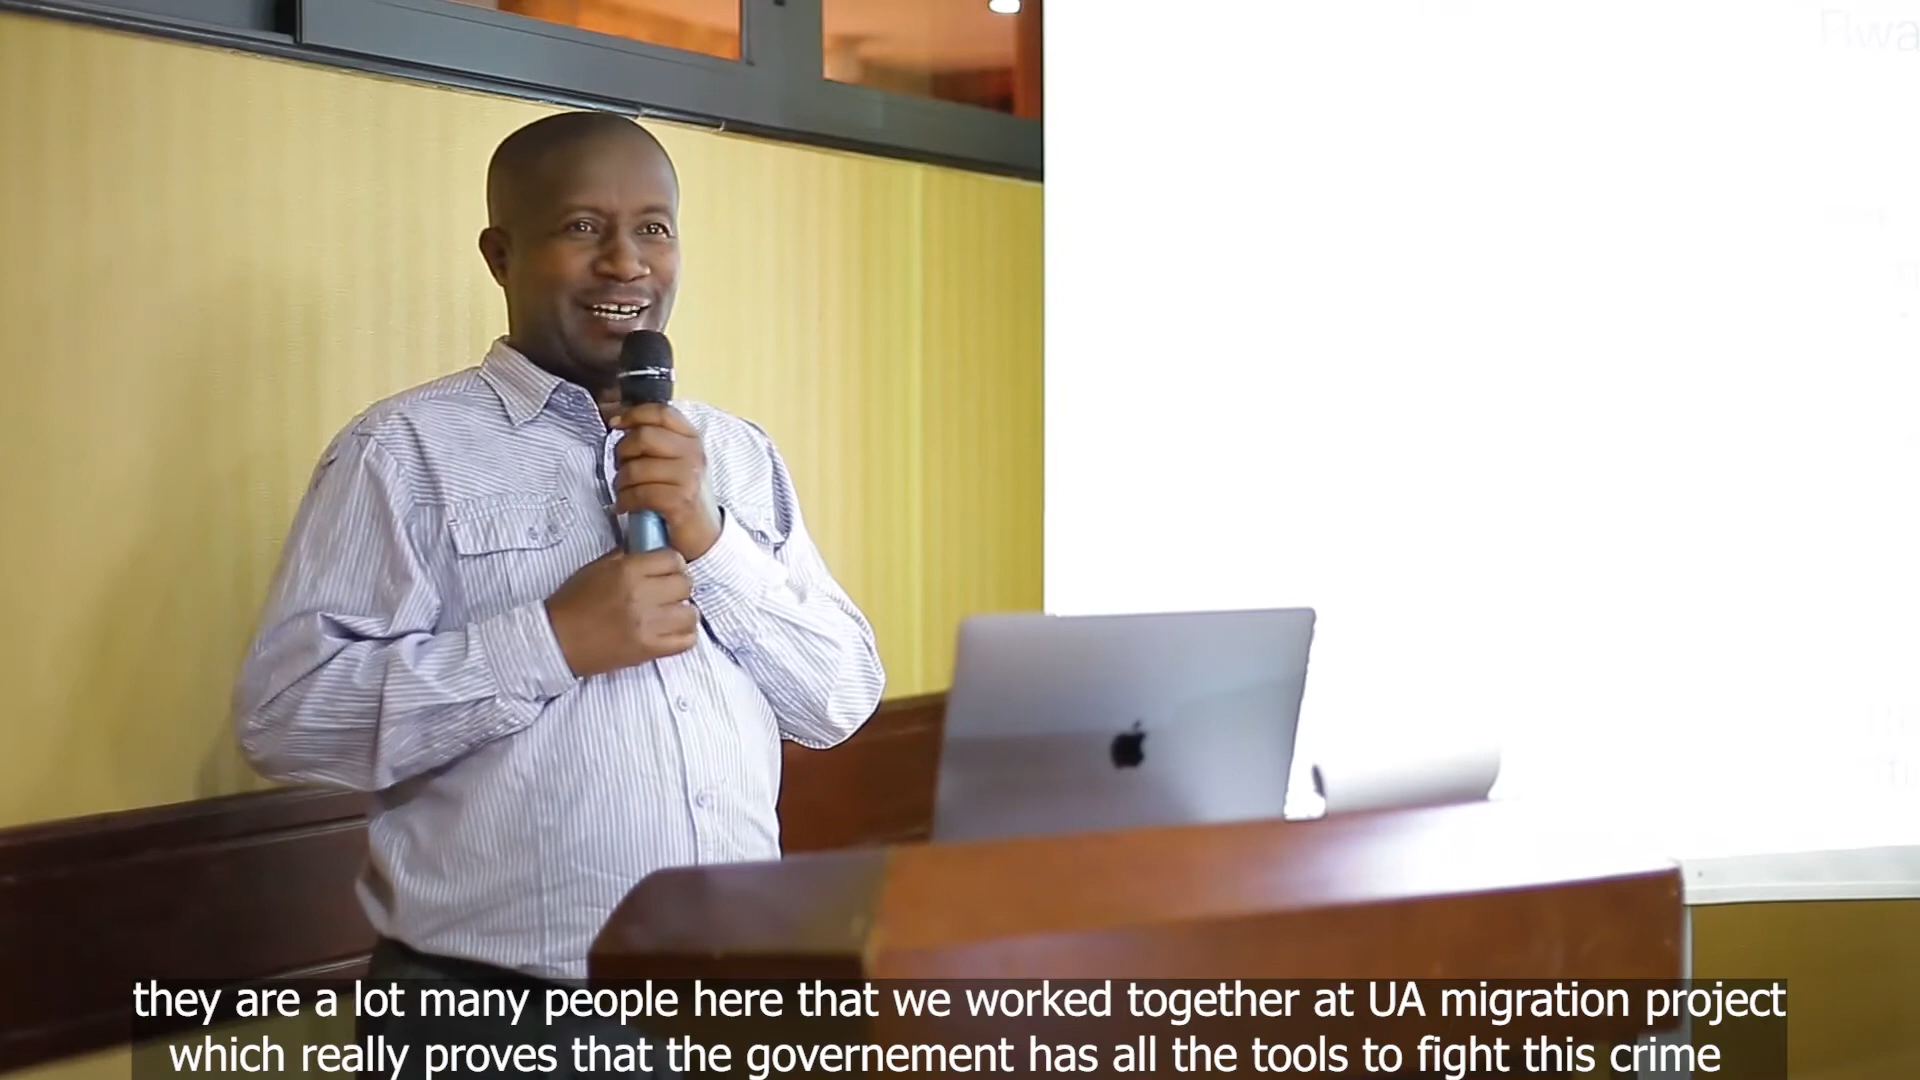 they are a lot many people here that we worked together at UA migration project
which really proves that the governement has all the tools to fight this crime